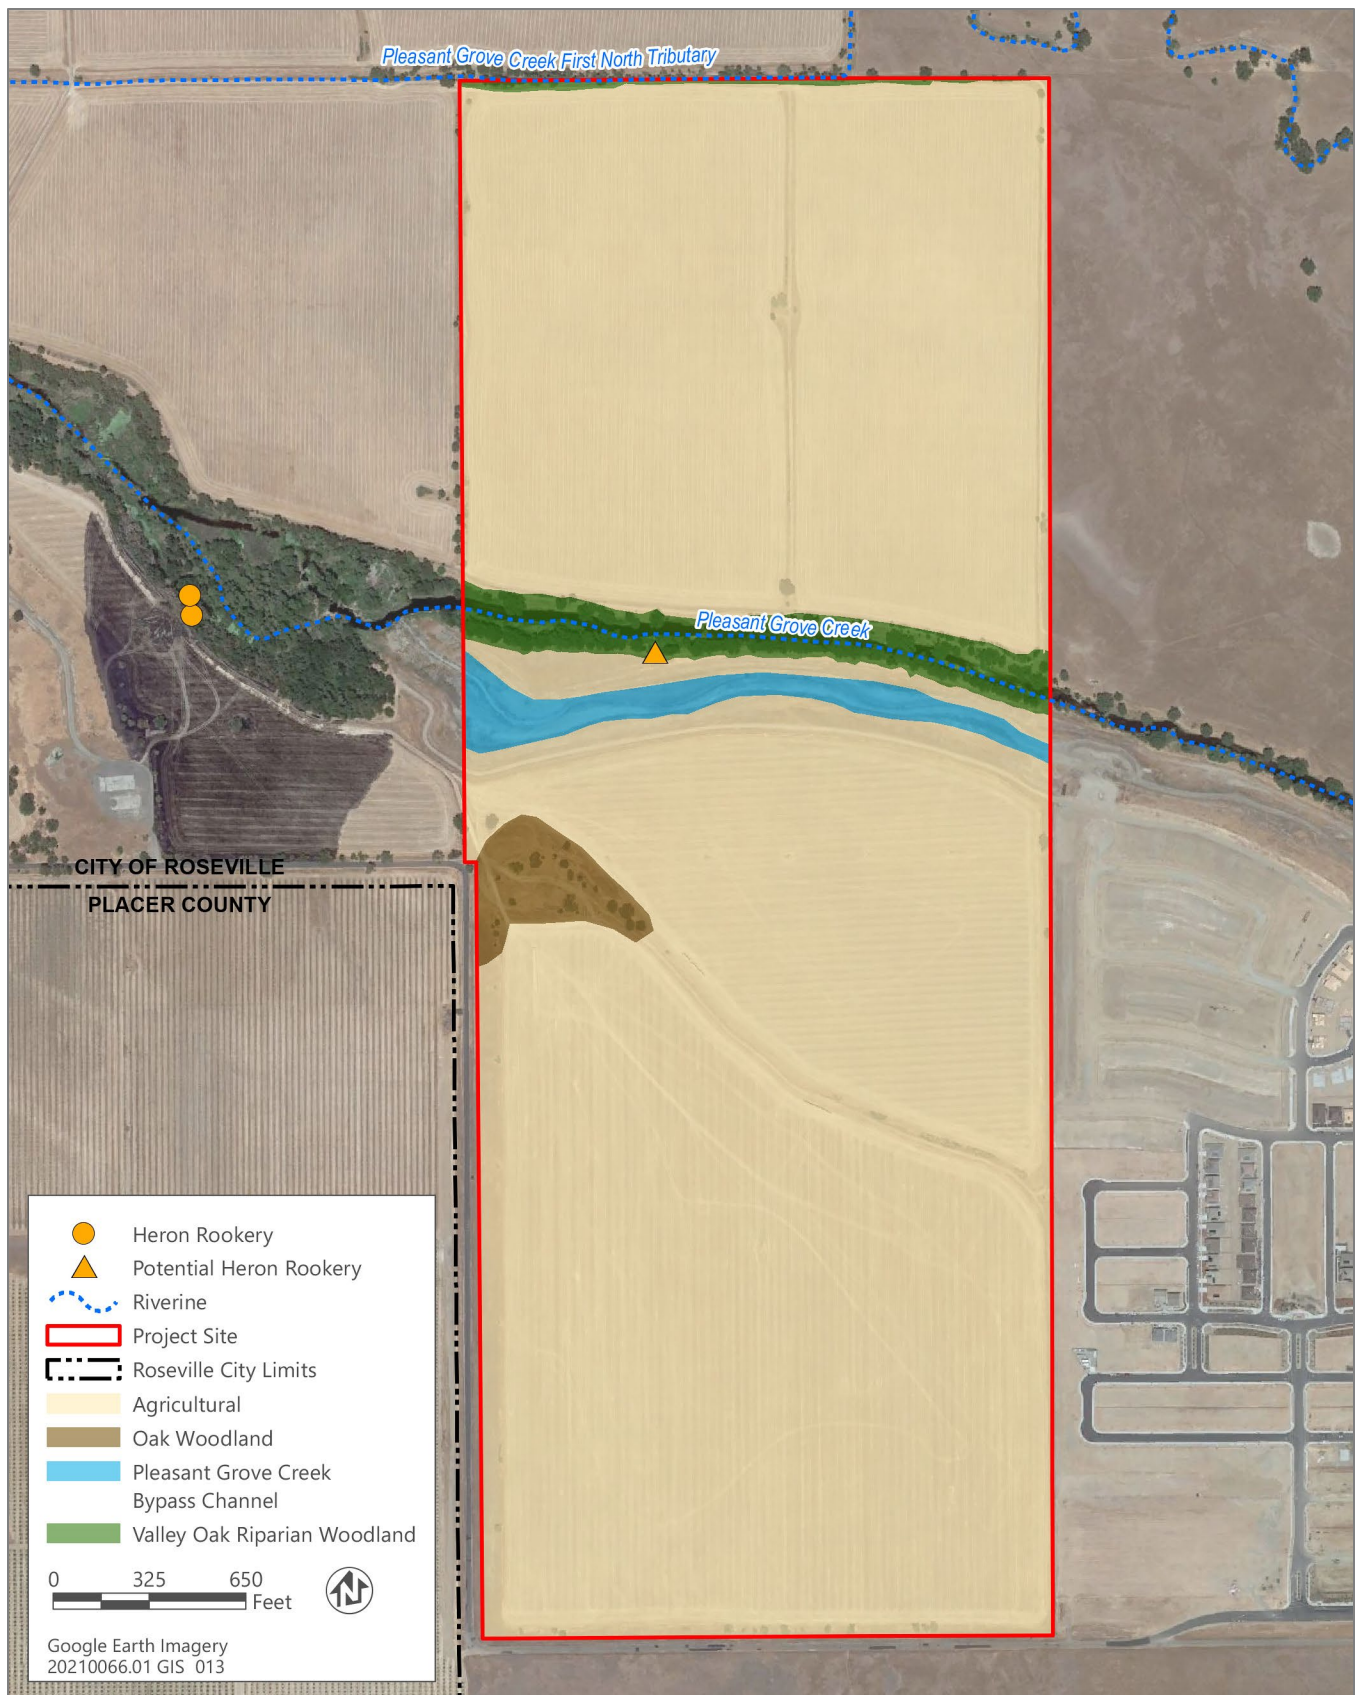 Pleasant Grove Creek First North Tributary
Pleasant Grove Creek
CITY OF ROSEVILLE
PLACER COUNTY
Heron Rookery
Potential Heron Rookery
Riverine
Project Site
Roseville City Limits
Agricultural
Oak Woodland
Pleasant Grove Creek
Bypass Channel
Valley Oak Riparian Woodland
0 325 650
Feet
N
Google Earth Imagery
20210066.01 GIS 013